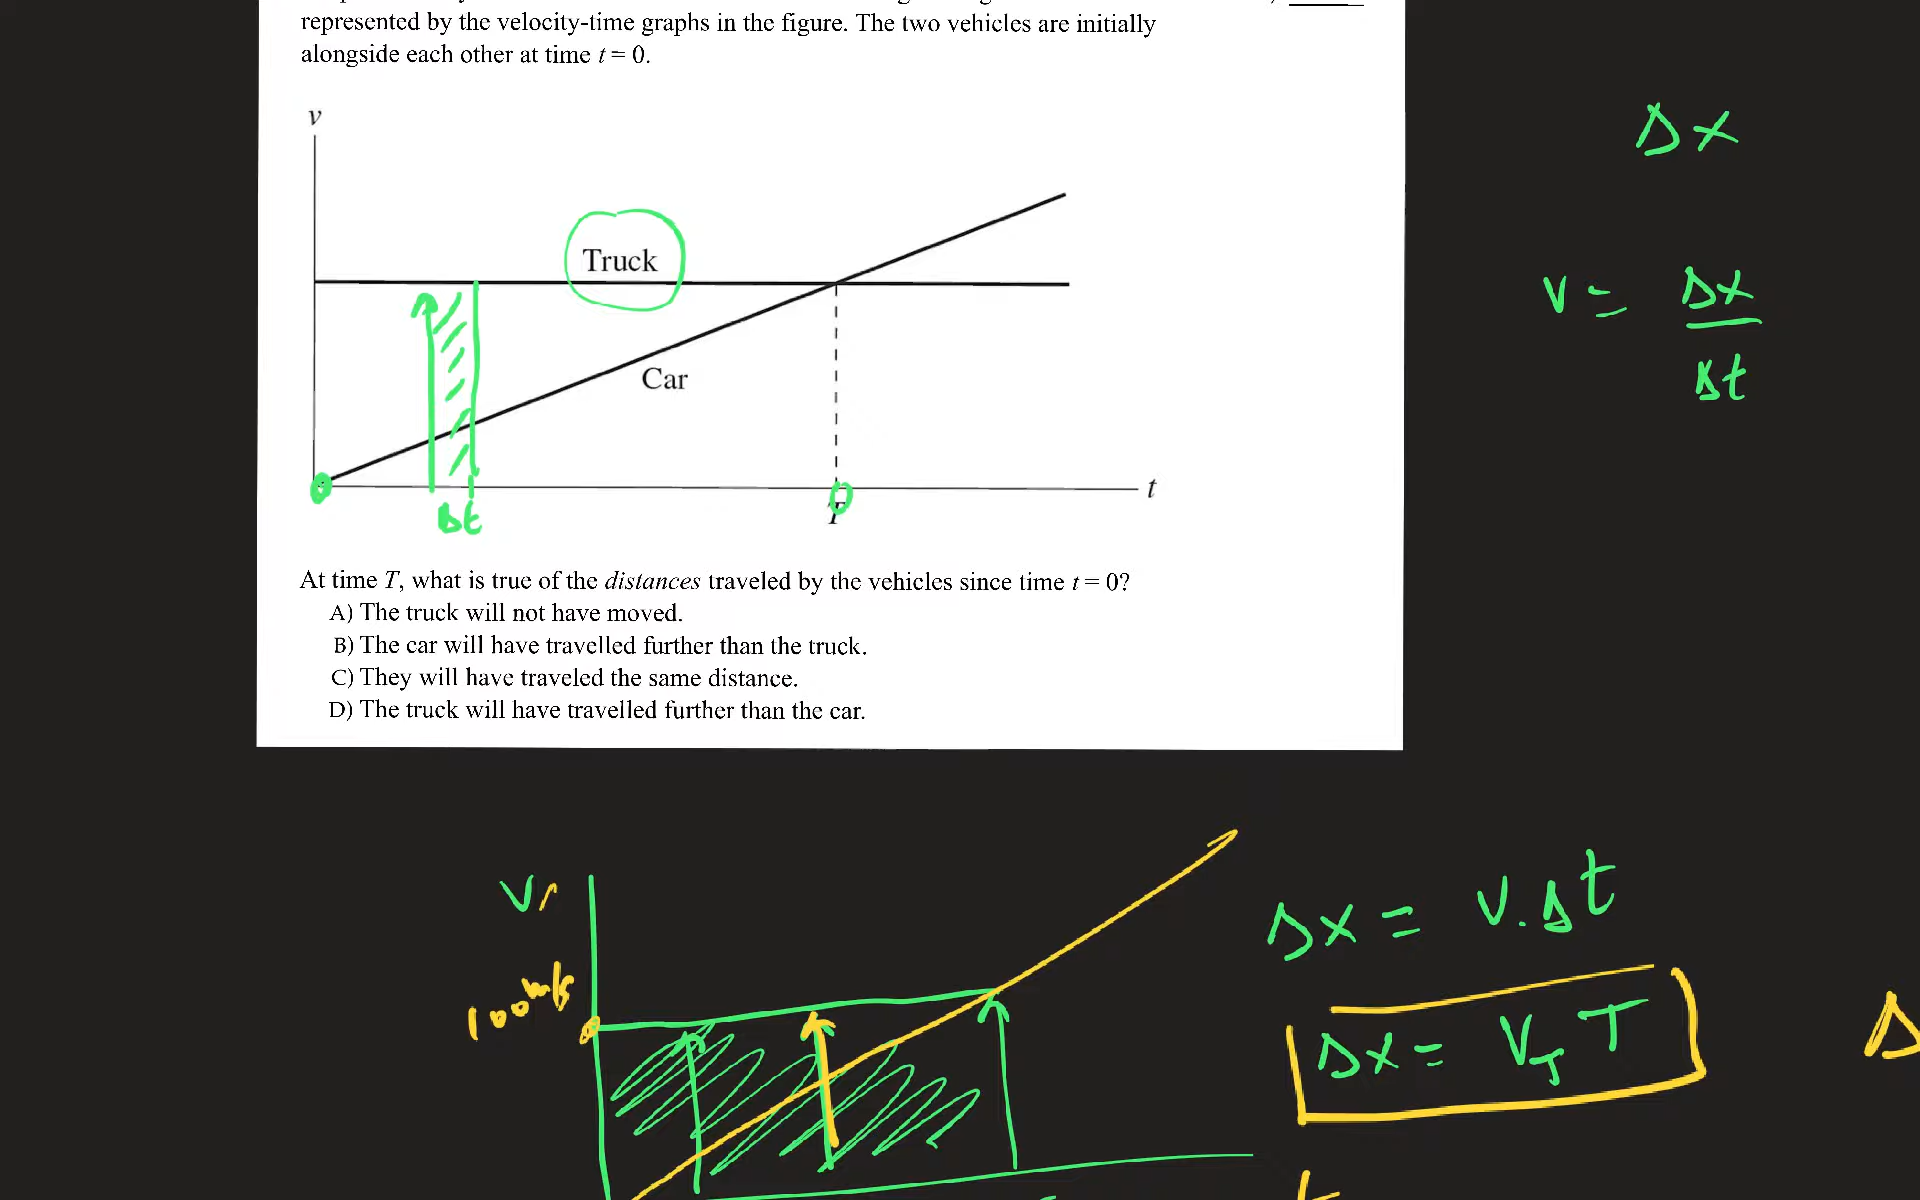 represented by the velocity-time graphs in the figure. The two vehicles are initially
alongside each other at time t = 0.
v
Truck
Car
t
T
Δt
At time T, what is true of the distances traveled by the vehicles since time t = 0?
A) The truck will not have moved.
B) The car will have travelled further than the truck.
C) They will have traveled the same distance.
D) The truck will have travelled further than the car.
Δx
v = Δx
Δt
v
100 m/s
Δx = v.Δt
Δx = V_T T
Δ